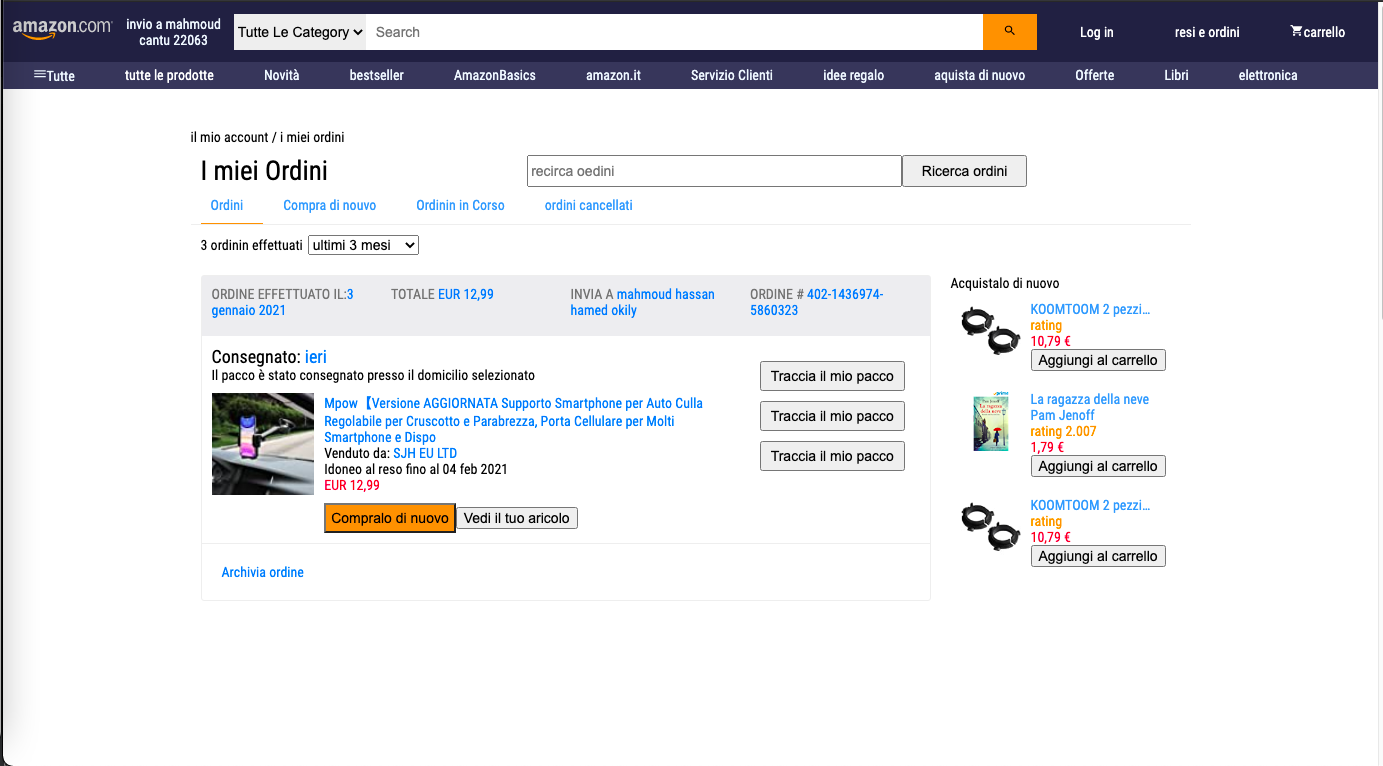 amazon.com
invio a mahmoud
cantu 22063
Tutte Le Category
Search
Log in
resi e ordini
carrello
Tutte
tutte le prodotte
Novità
bestseller
AmazonBasics
amazon.it
Servizio Clienti
idee regalo
aquista di nuovo
Offerte
Libri
elettronica
il mio account / i miei ordini
I miei Ordini
recirca oedini
Ricerca ordini
Ordini
Compra di nouvo
Ordinin in Corso
ordini cancellati
3 ordinin effettuati
ultimi 3 mesi
ORDINE EFFETTUATO IL:3
gennaio 2021
TOTALE EUR 12,99
INVIA A mahmoud hassan
hamed okily
ORDINE # 402-1436974-
5860323
Consegnato: ieri
Il pacco è stato consegnato presso il domicilio selezionato
Mpow【Versione AGGIORNATA Supporto Smartphone per Auto Culla
Regolabile per Cruscotto e Parabrezza, Porta Cellulare per Molti
Smartphone e Dispo
Venduto da: SJH EU LTD
Idoneo al reso fino al 04 feb 2021
EUR 12,99
Compralo di nuovo
Vedi il tuo aricolo
Traccia il mio pacco
Traccia il mio pacco
Traccia il mio pacco
Archivia ordine
Acquistalo di nuovo
KOOMTOOM 2 pezzi...
rating
10,79 €
Aggiungi al carrello
prime
Pam Jenoff
La ragazza
della neve
La ragazza della neve
Pam Jenoff
rating 2.007
1,79 €
Aggiungi al carrello
KOOMTOOM 2 pezzi...
rating
10,79 €
Aggiungi al carrello